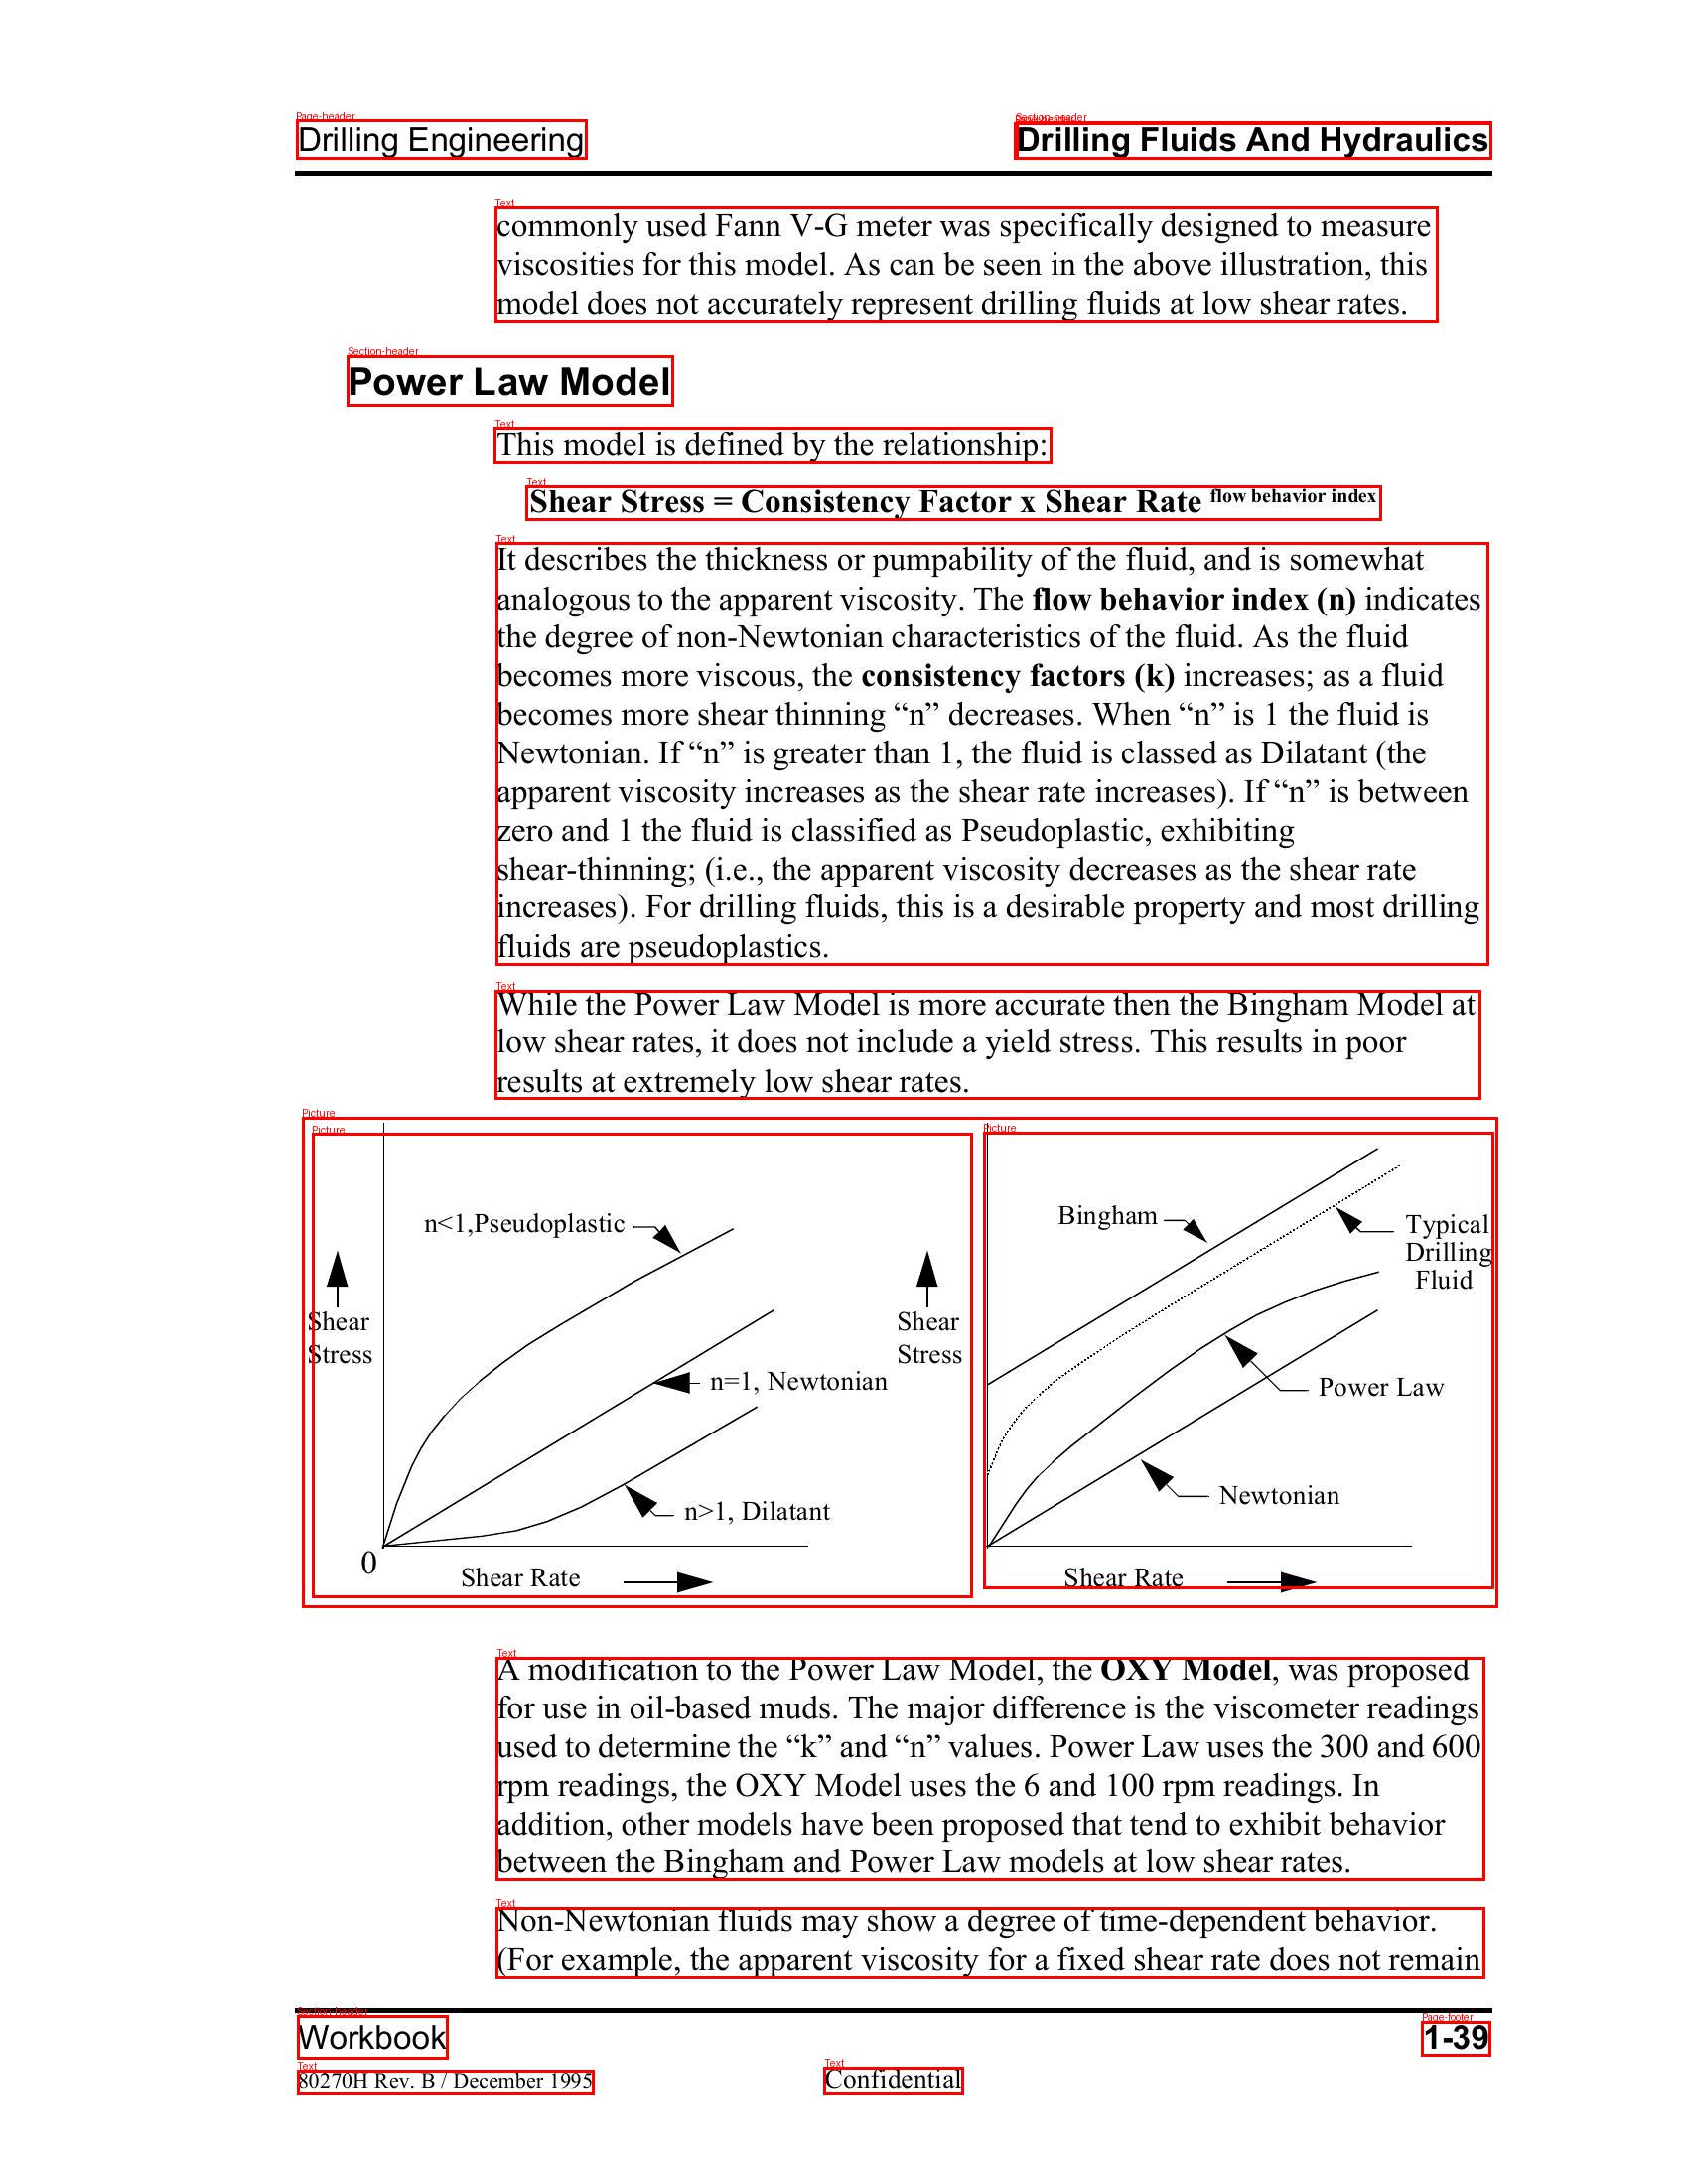 Page-header
Drilling Engineering
Section-header
Drilling Fluids And Hydraulics
Text
commonly used Fann V-G meter was specifically designed to measure
viscosities for this model. As can be seen in the above illustration, this
model does not accurately represent drilling fluids at low shear rates.
Section-header
Power Law Model
Text
This model is defined by the relationship:
Text
Shear Stress = Consistency Factor x Shear Rate flow behavior index
Text
It describes the thickness or pumpability of the fluid, and is somewhat
analogous to the apparent viscosity. The flow behavior index (n) indicates
the degree of non-Newtonian characteristics of the fluid. As the fluid
becomes more viscous, the consistency factors (k) increases; as a fluid
becomes more shear thinning “n” decreases. When “n” is 1 the fluid is
Newtonian. If “n” is greater than 1, the fluid is classed as Dilatant (the
apparent viscosity increases as the shear rate increases). If “n” is between
zero and 1 the fluid is classified as Pseudoplastic, exhibiting
shear-thinning; (i.e., the apparent viscosity decreases as the shear rate
increases). For drilling fluids, this is a desirable property and most drilling
fluids are pseudoplastics.
Text
While the Power Law Model is more accurate then the Bingham Model at
low shear rates, it does not include a yield stress. This results in poor
results at extremely low shear rates.
Picture
Picture
n<1,Pseudoplastic
Shear
Stress
n=1, Newtonian
n>1, Dilatant
0
Shear Rate
Picture
Bingham
Typical
Drilling
Fluid
Shear
Stress
Power Law
Newtonian
Shear Rate
Text
A modification to the Power Law Model, the OXY Model, was proposed
for use in oil-based muds. The major difference is the viscometer readings
used to determine the “k” and “n” values. Power Law uses the 300 and 600
rpm readings, the OXY Model uses the 6 and 100 rpm readings. In
addition, other models have been proposed that tend to exhibit behavior
between the Bingham and Power Law models at low shear rates.
Text
Non-Newtonian fluids may show a degree of time-dependent behavior.
(For example, the apparent viscosity for a fixed shear rate does not remain
Section-header
Workbook
Page-footer
1-39
Text
80270H Rev. B / December 1995
Text
Confidential